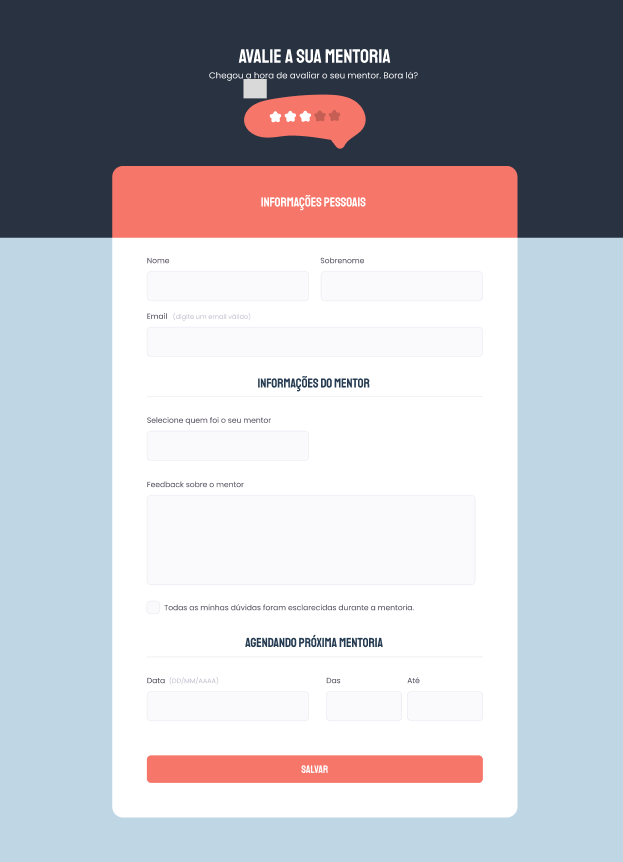 AVALIE A SUA MENTORIA
Chegou a hora de avaliar o seu mentor. Bora lá?
INFORMAÇÕES PESSOAIS
Nome
Sobrenome
Email (digite um email válido)
INFORMAÇÕES DO MENTOR
Selecione quem foi o seu mentor
Feedback sobre o mentor
Todas as minhas dúvidas foram esclarecidas durante a mentoria.
AGENDANDO PRÓXIMA MENTORIA
Data (DD/MM/AAAA)
Das
Até
SALVAR